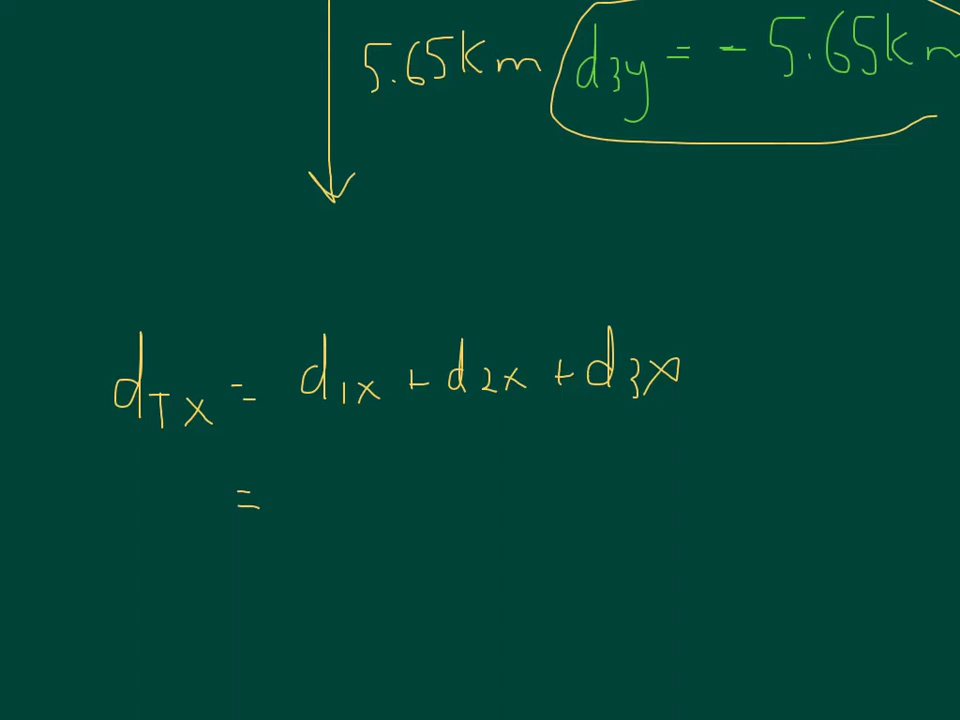 5.65km d3y = - 5.65km
dTx = d1x + d2x + d3x
=